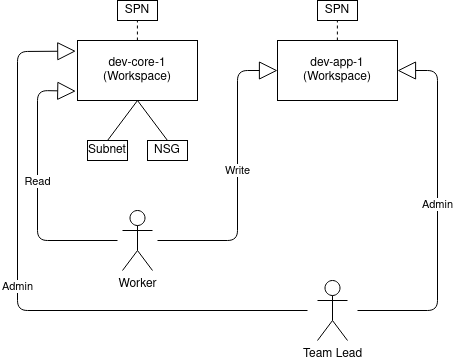 SPN
SPN
dev-core-1
(Workspace)
dev-app-1
(Workspace)
Subnet
NSG
Write
Read
Admin
Worker
Admin
Team Lead